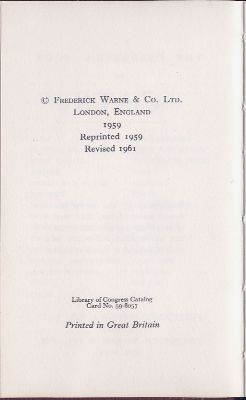 © Frederick Warne & Co. Ltd.
London, England
1959
Reprinted 1959
Revised 1961
Library of Congress Catalog
Card No. 59-8057
Printed in Great Britain